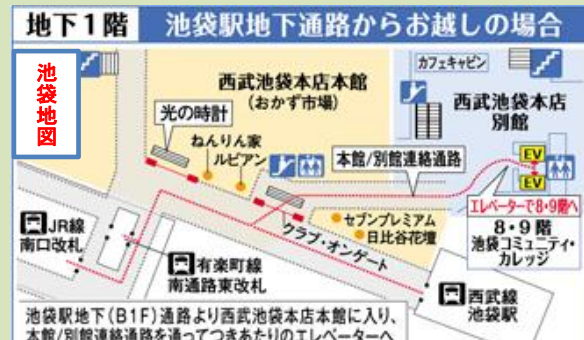 地下1階 池袋駅地下通路からお越しの場合
池袋地図
西武池袋本店本館
(おかず市場)
光の時計
ねんりん家
ルビアン
カフェキャビン
西武池袋本店
別館
本館/別館連絡通路
EV
EV
エレベーターで8・9階へ
8・9階
池袋コミュニティ・
カレッジ
セブンプレミアム
日比谷花壇
クラブ・オンゲート
JR線
南口改札
有楽町線
南通路東改札
西武線
池袋駅
池袋駅地下(B1F)通路より西武池袋本店本館に入り、
本館/別館連絡通路を通ってつきあたりのエレベーターへ